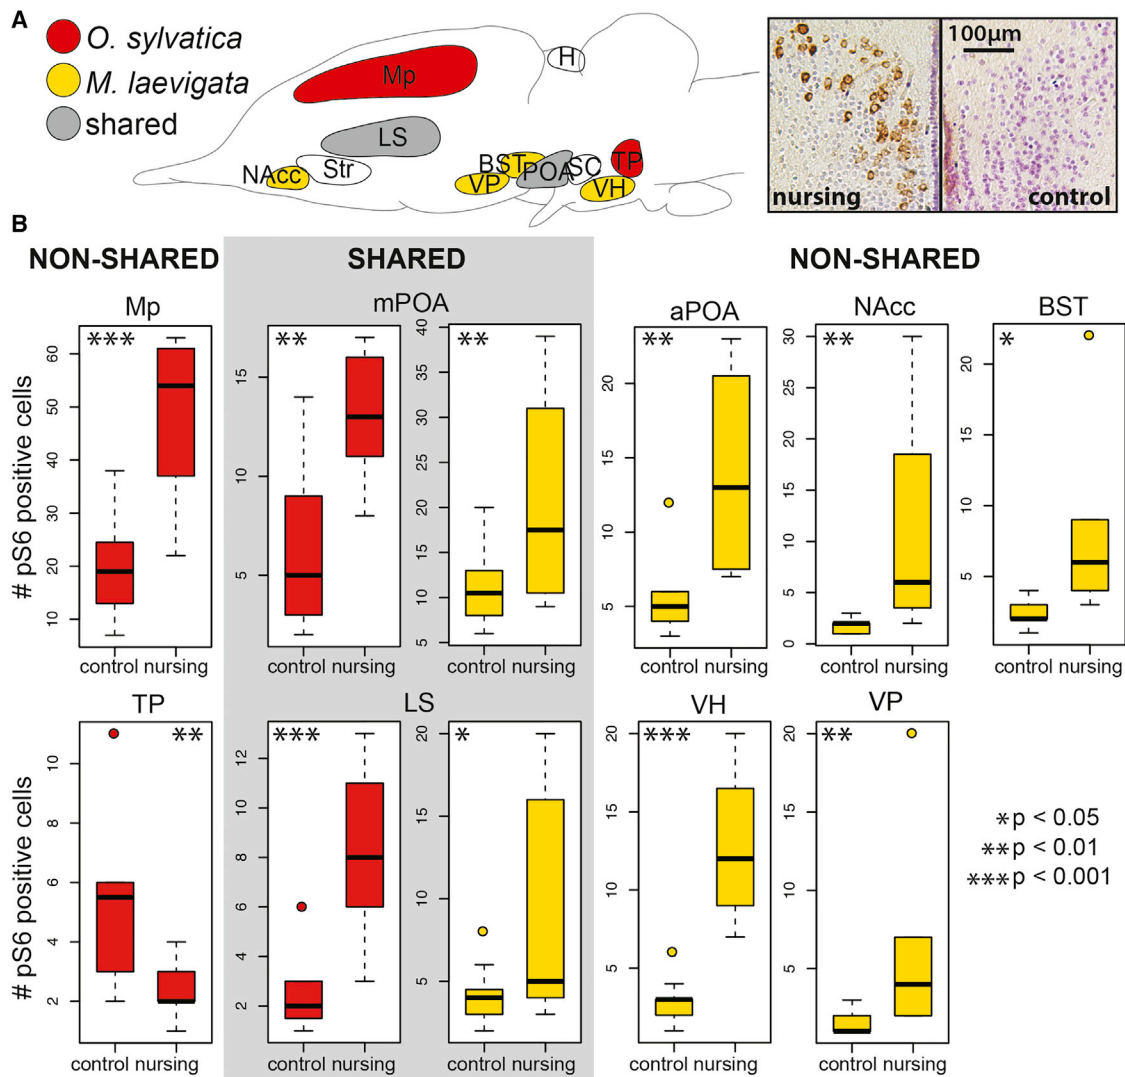 A
O. sylvatica
M. laevigata
shared
Mp
H
LS
NAcc
Str
BST
VP
POA
SC
VH
TP
100µm
nursing
control
B
NON-SHARED
SHARED
NON-SHARED
Mp
mPOA
aPOA
NAcc
BST
# pS6 positive cells
***
10
20
30
40
50
60
control nursing
**
5
10
15
control nursing
**
5
10
15
20
25
30
35
40
control nursing
**
5
10
15
20
control nursing
**
0
5
10
15
20
25
30
control nursing
*
5
10
15
20
control nursing
TP
LS
VH
VP
# pS6 positive cells
**
2
4
6
8
10
control nursing
***
2
4
6
8
10
12
control nursing
*
5
10
15
20
control nursing
***
5
10
15
20
control nursing
**
5
10
15
20
control nursing
*p < 0.05
**p < 0.01
***p < 0.001